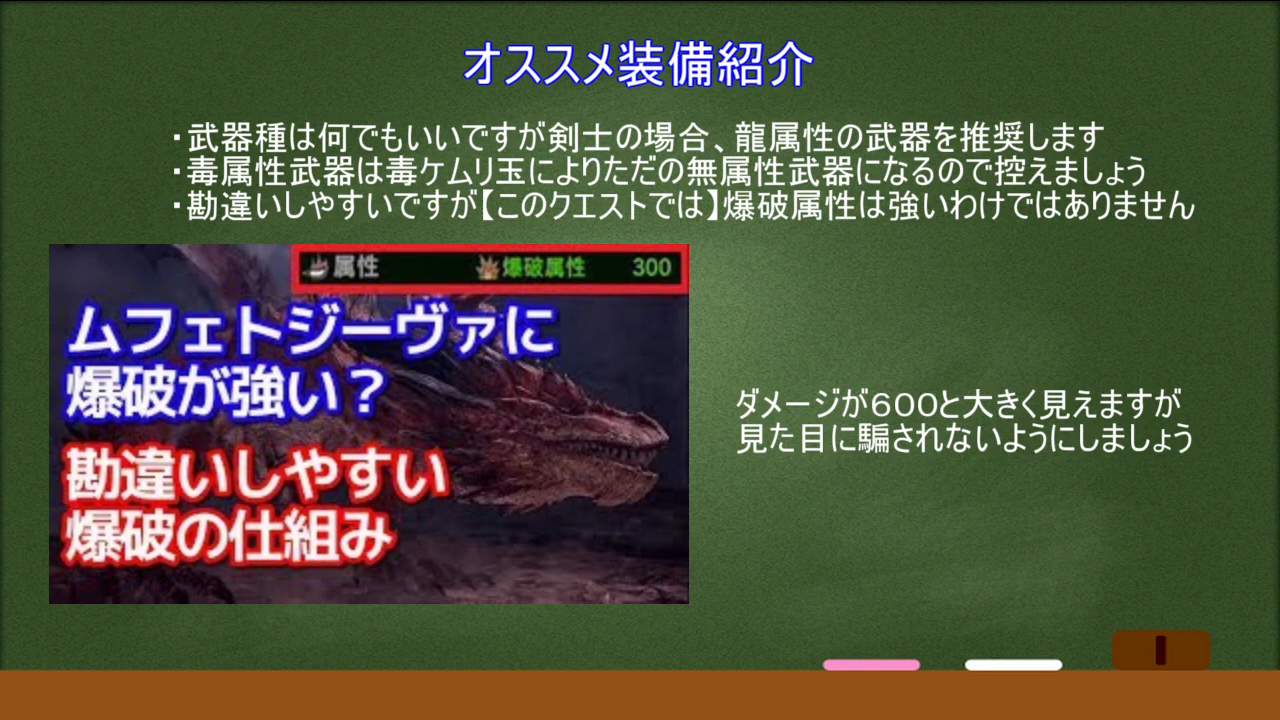 オススメ装備紹介
・武器種は何でもいいですが剣士の場合、龍属性の武器を推奨します
・毒属性武器は毒ケムリ玉によりただの無属性武器になるので控えましょう
・勘違いしやすいですが【このクエストでは】爆破属性は強いわけではありません
属性 爆破属性 300
ムフェトジーヴァに
爆破が強い？
勘違いしやすい
爆破の仕組み
ダメージが600と大きく見えますが
見た目に騙されないようにしましょう